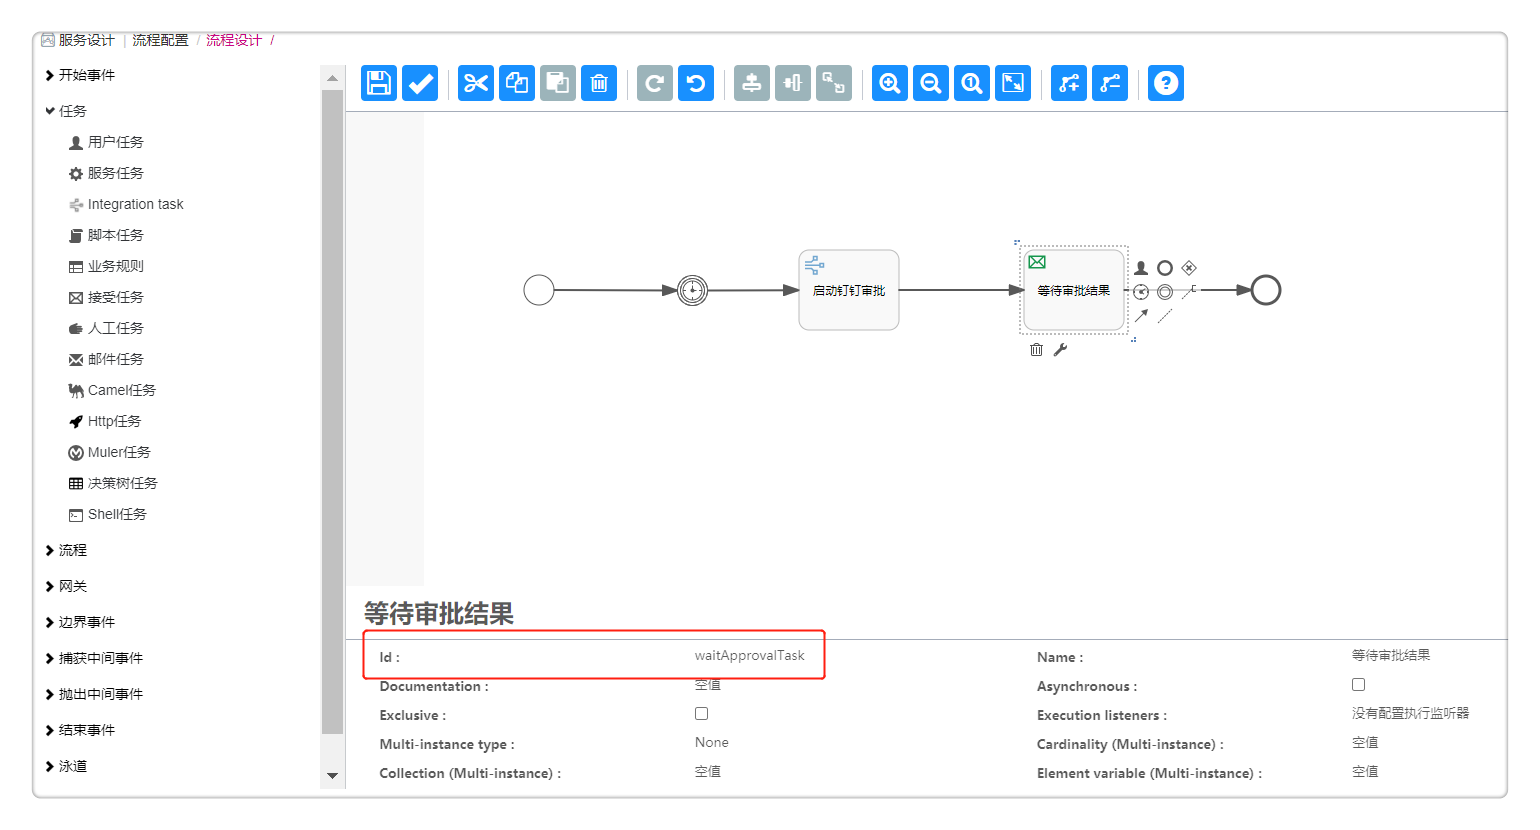 服务设计 | 流程配置 / 流程设计 /
开始事件
任务
用户任务
服务任务
Integration task
脚本任务
业务规则
接受任务
人工任务
邮件任务
Camel任务
Http任务
Muler任务
决策树任务
Shell任务
流程
网关
边界事件
捕获中间事件
抛出中间事件
结束事件
泳道
启动钉钉审批
等待审批结果
等待审批结果
Id : waitApprovalTask
Name : 等待审批结果
Documentation : 空值
Asynchronous :
Exclusive :
Execution listeners : 没有配置执行监听器
Multi-instance type : None
Cardinality (Multi-instance) : 空值
Collection (Multi-instance) : 空值
Element variable (Multi-instance) : 空值